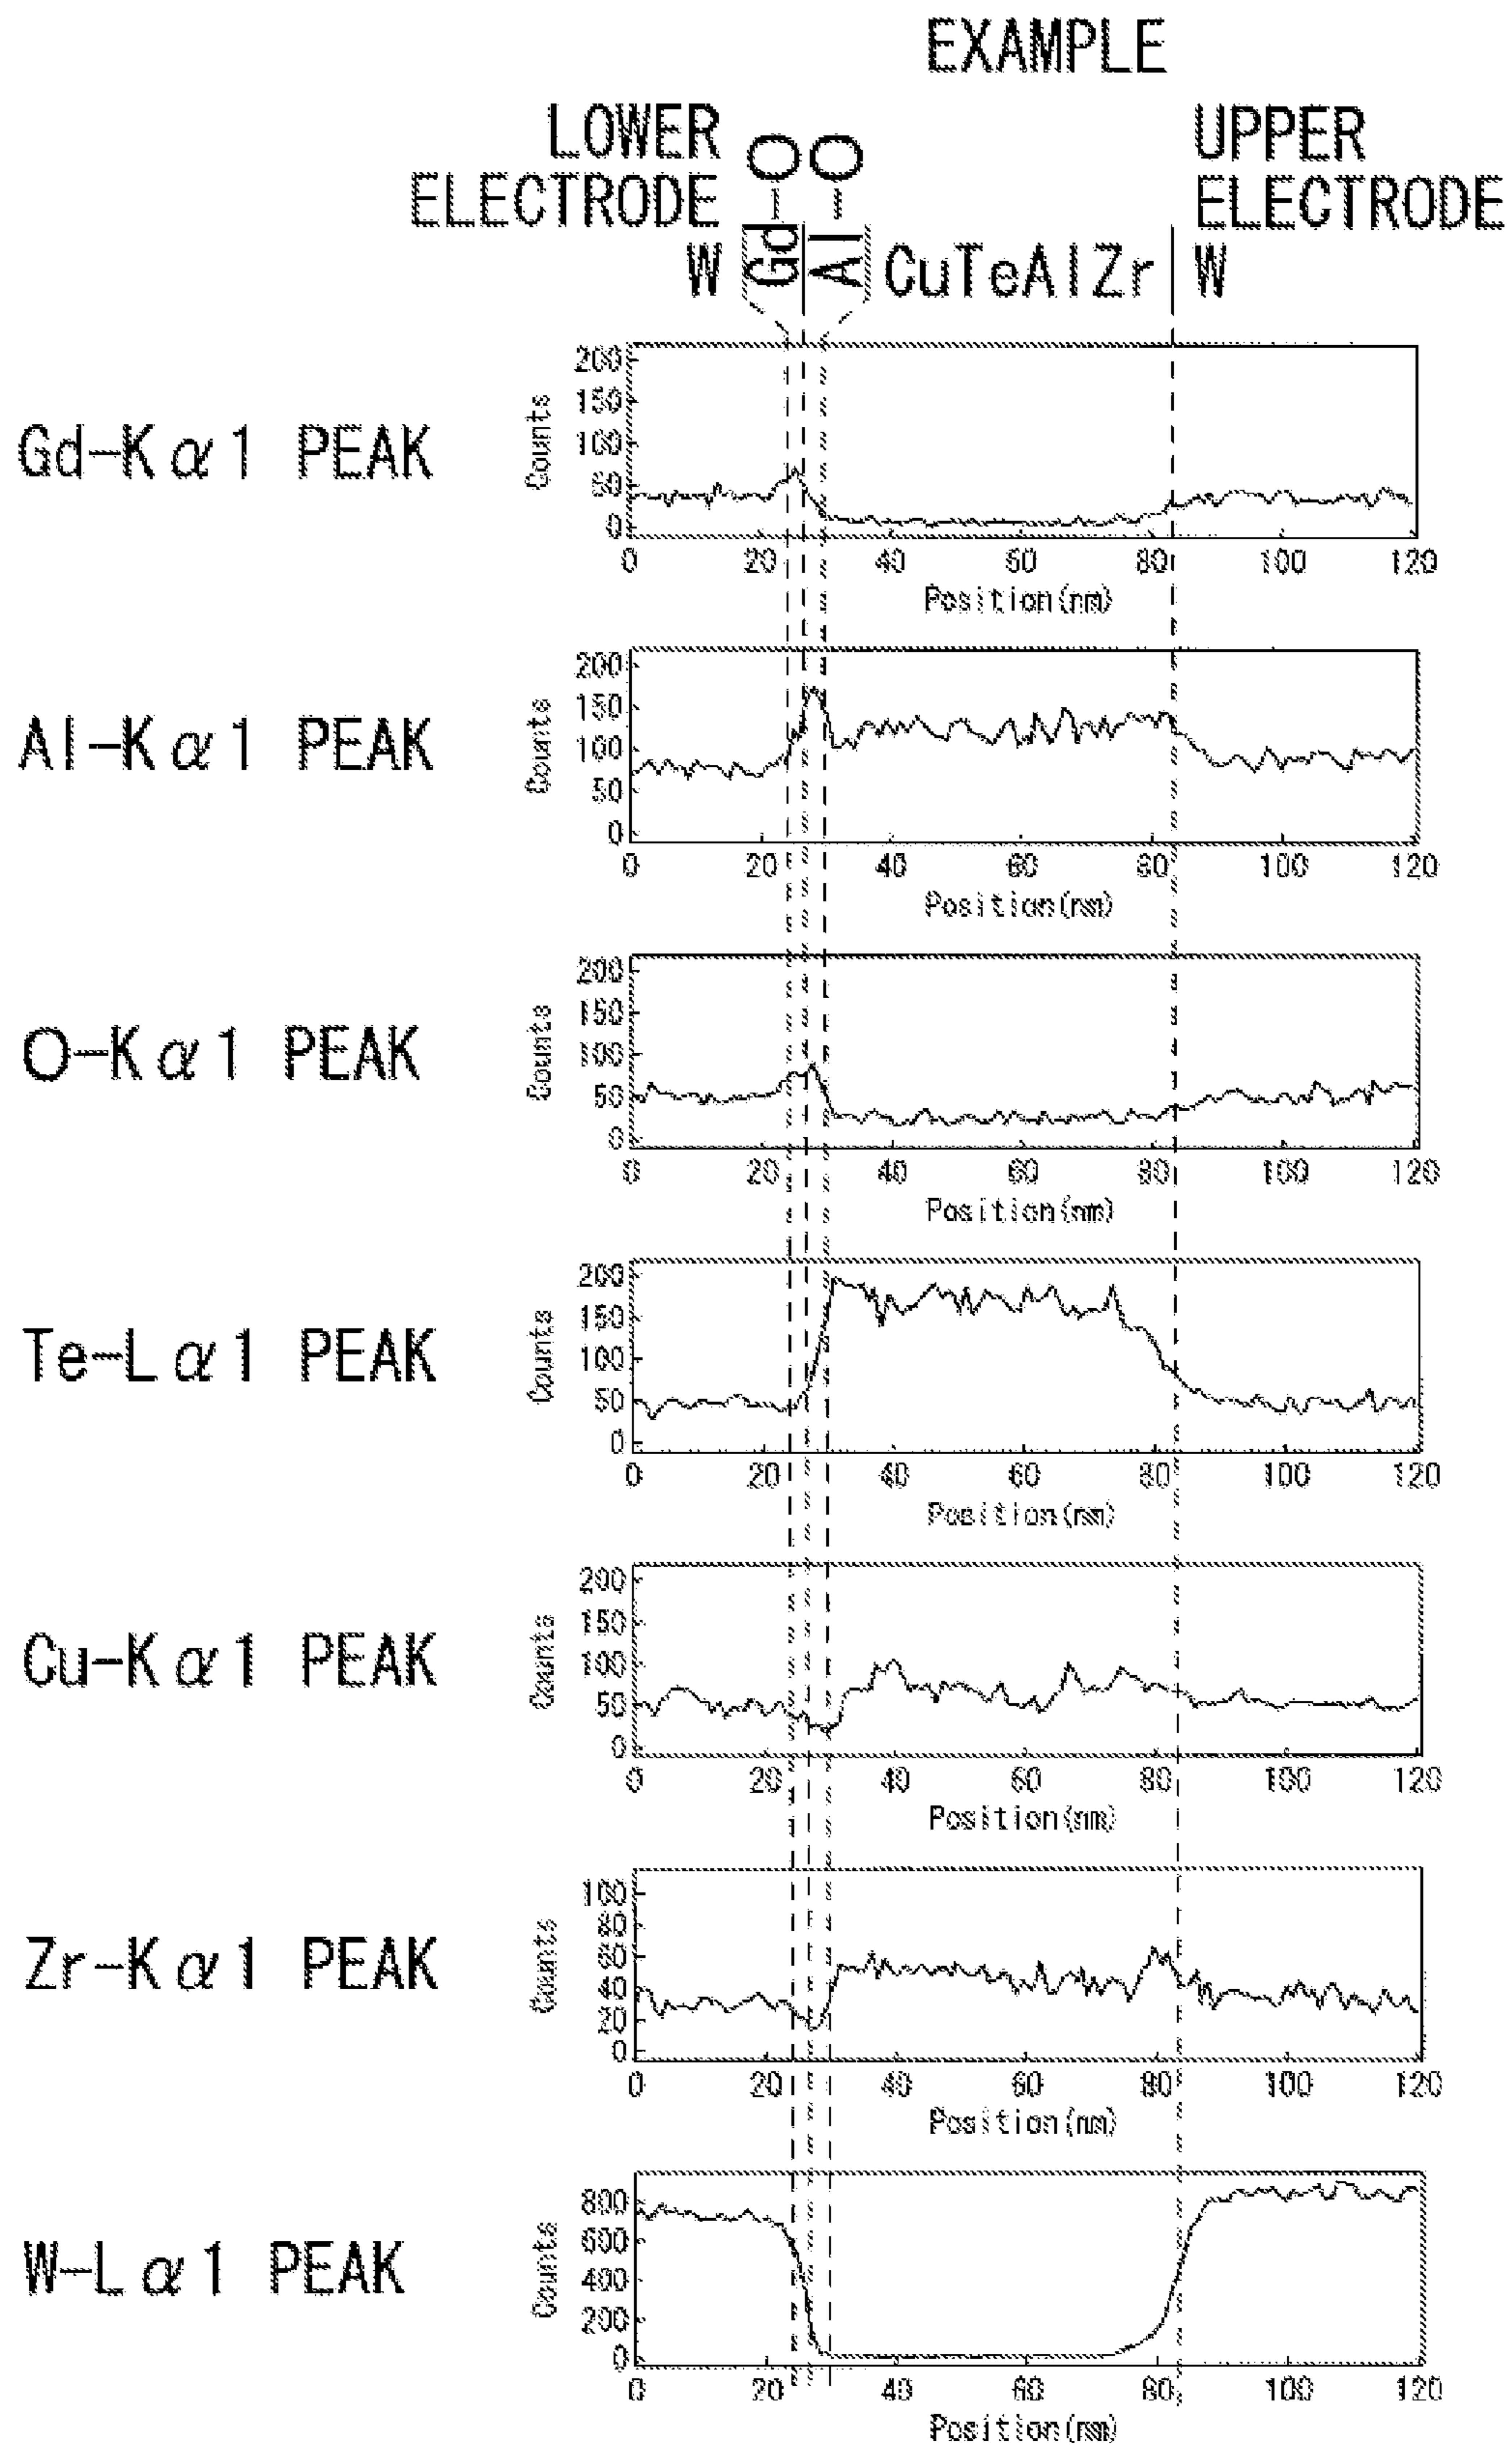 EXAMPLE
LOWER
ELECTRODE
W
Gd-O
Al-O
CuTeAlZr
UPPER
ELECTRODE
W
Gd-Kα1 PEAK
Counts
200
150
100
50
0
0 20 40 60 80 100 120
Position(nm)
Al-Kα1 PEAK
Counts
200
150
100
50
0
0 20 40 60 80 100 120
Position(nm)
O-Kα1 PEAK
Counts
200
150
100
50
0
0 20 40 60 80 100 120
Position(nm)
Te-Lα1 PEAK
Counts
200
150
100
50
0
0 20 40 60 80 100 120
Position(nm)
Cu-Kα1 PEAK
Counts
200
150
100
50
0
0 20 40 60 80 100 120
Position(nm)
Zr-Kα1 PEAK
Counts
100
80
60
40
20
0
0 20 40 60 80 100 120
Position(nm)
W-Lα1 PEAK
Counts
800
600
400
200
0
0 20 40 60 80 100 120
Position(nm)